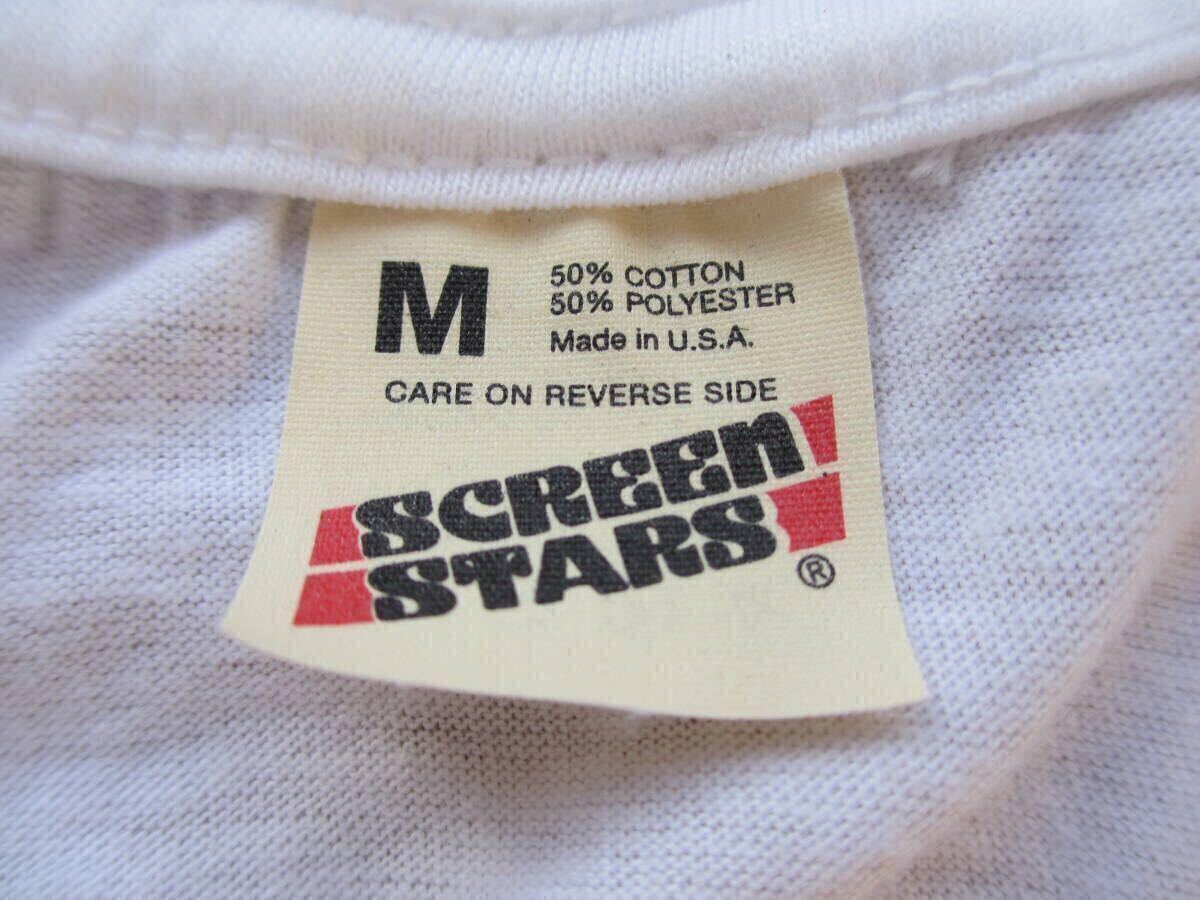 M
50% COTTON
50% POLYESTER
Made in U.S.A.
CARE ON REVERSE SIDE
SCREEN
STARS ®